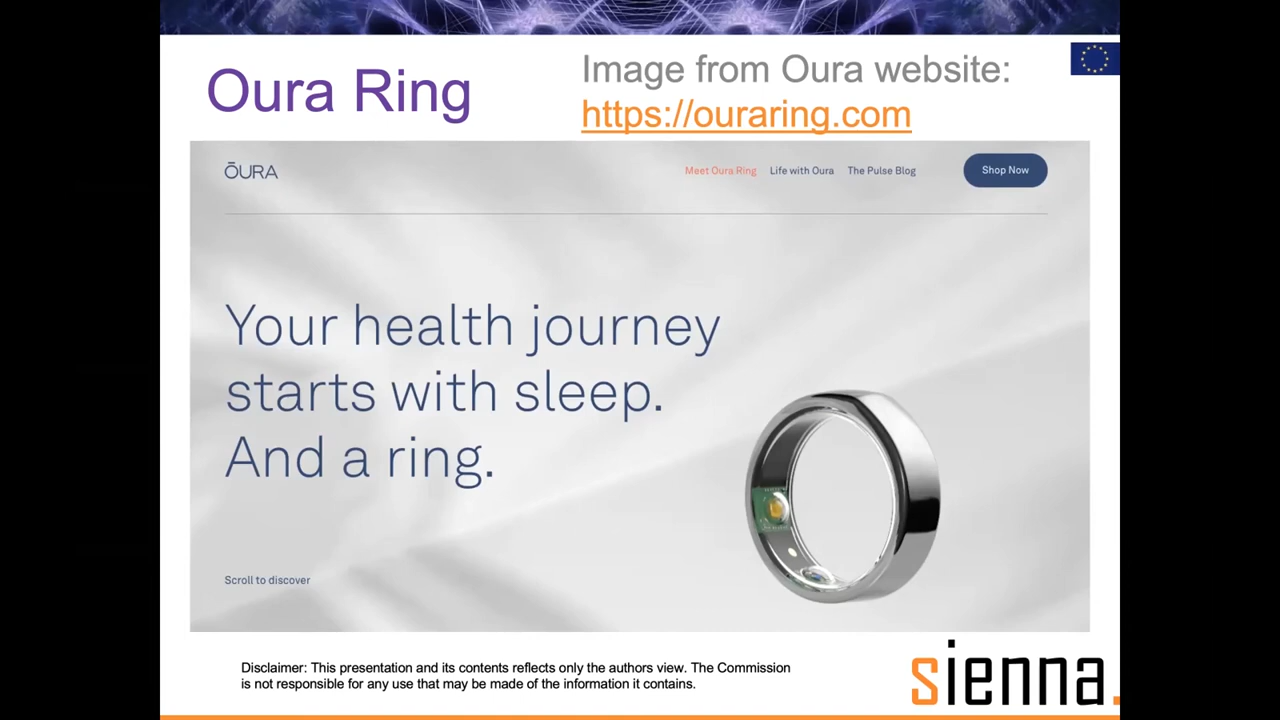 Oura Ring
Image from Oura website:
https://ouraring.com
ŌURA
Meet Oura Ring Life with Oura The Pulse Blog Shop Now
Your health journey
starts with sleep.
And a ring.
Scroll to discover
Disclaimer: This presentation and its contents reflects only the authors view. The Commission
is not responsible for any use that may be made of the information it contains.
sienna.